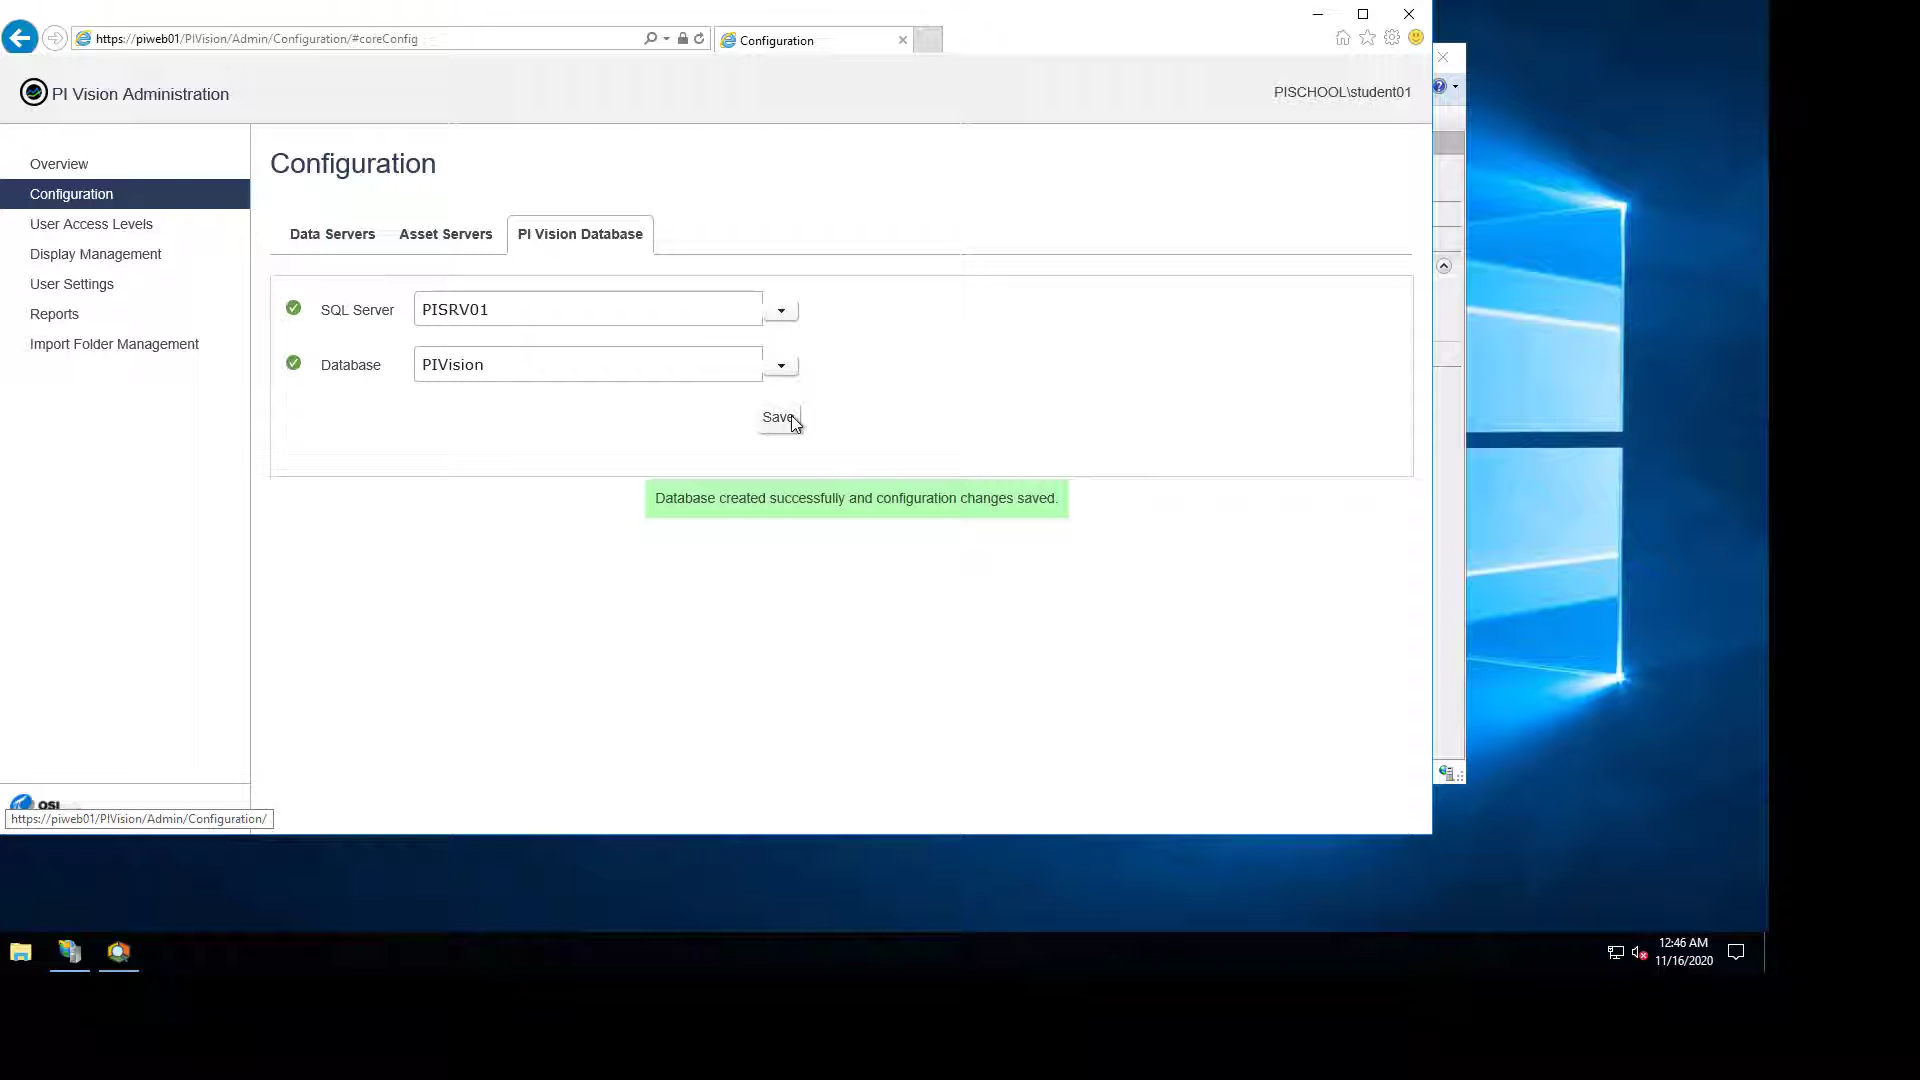 https://piweb01/PIVision/Admin/Configuration/#coreConfig
Configuration
PI Vision Administration
PISCHOOL\student01
Overview
Configuration
User Access Levels
Display Management
User Settings
Reports
Import Folder Management
Configuration
Data Servers
Asset Servers
PI Vision Database
SQL Server
PISRV01
Database
PIVision
Save
Database created successfully and configuration changes saved.
OSI
https://piweb01/PIVision/Admin/Configuration/
12:46 AM
11/16/2020